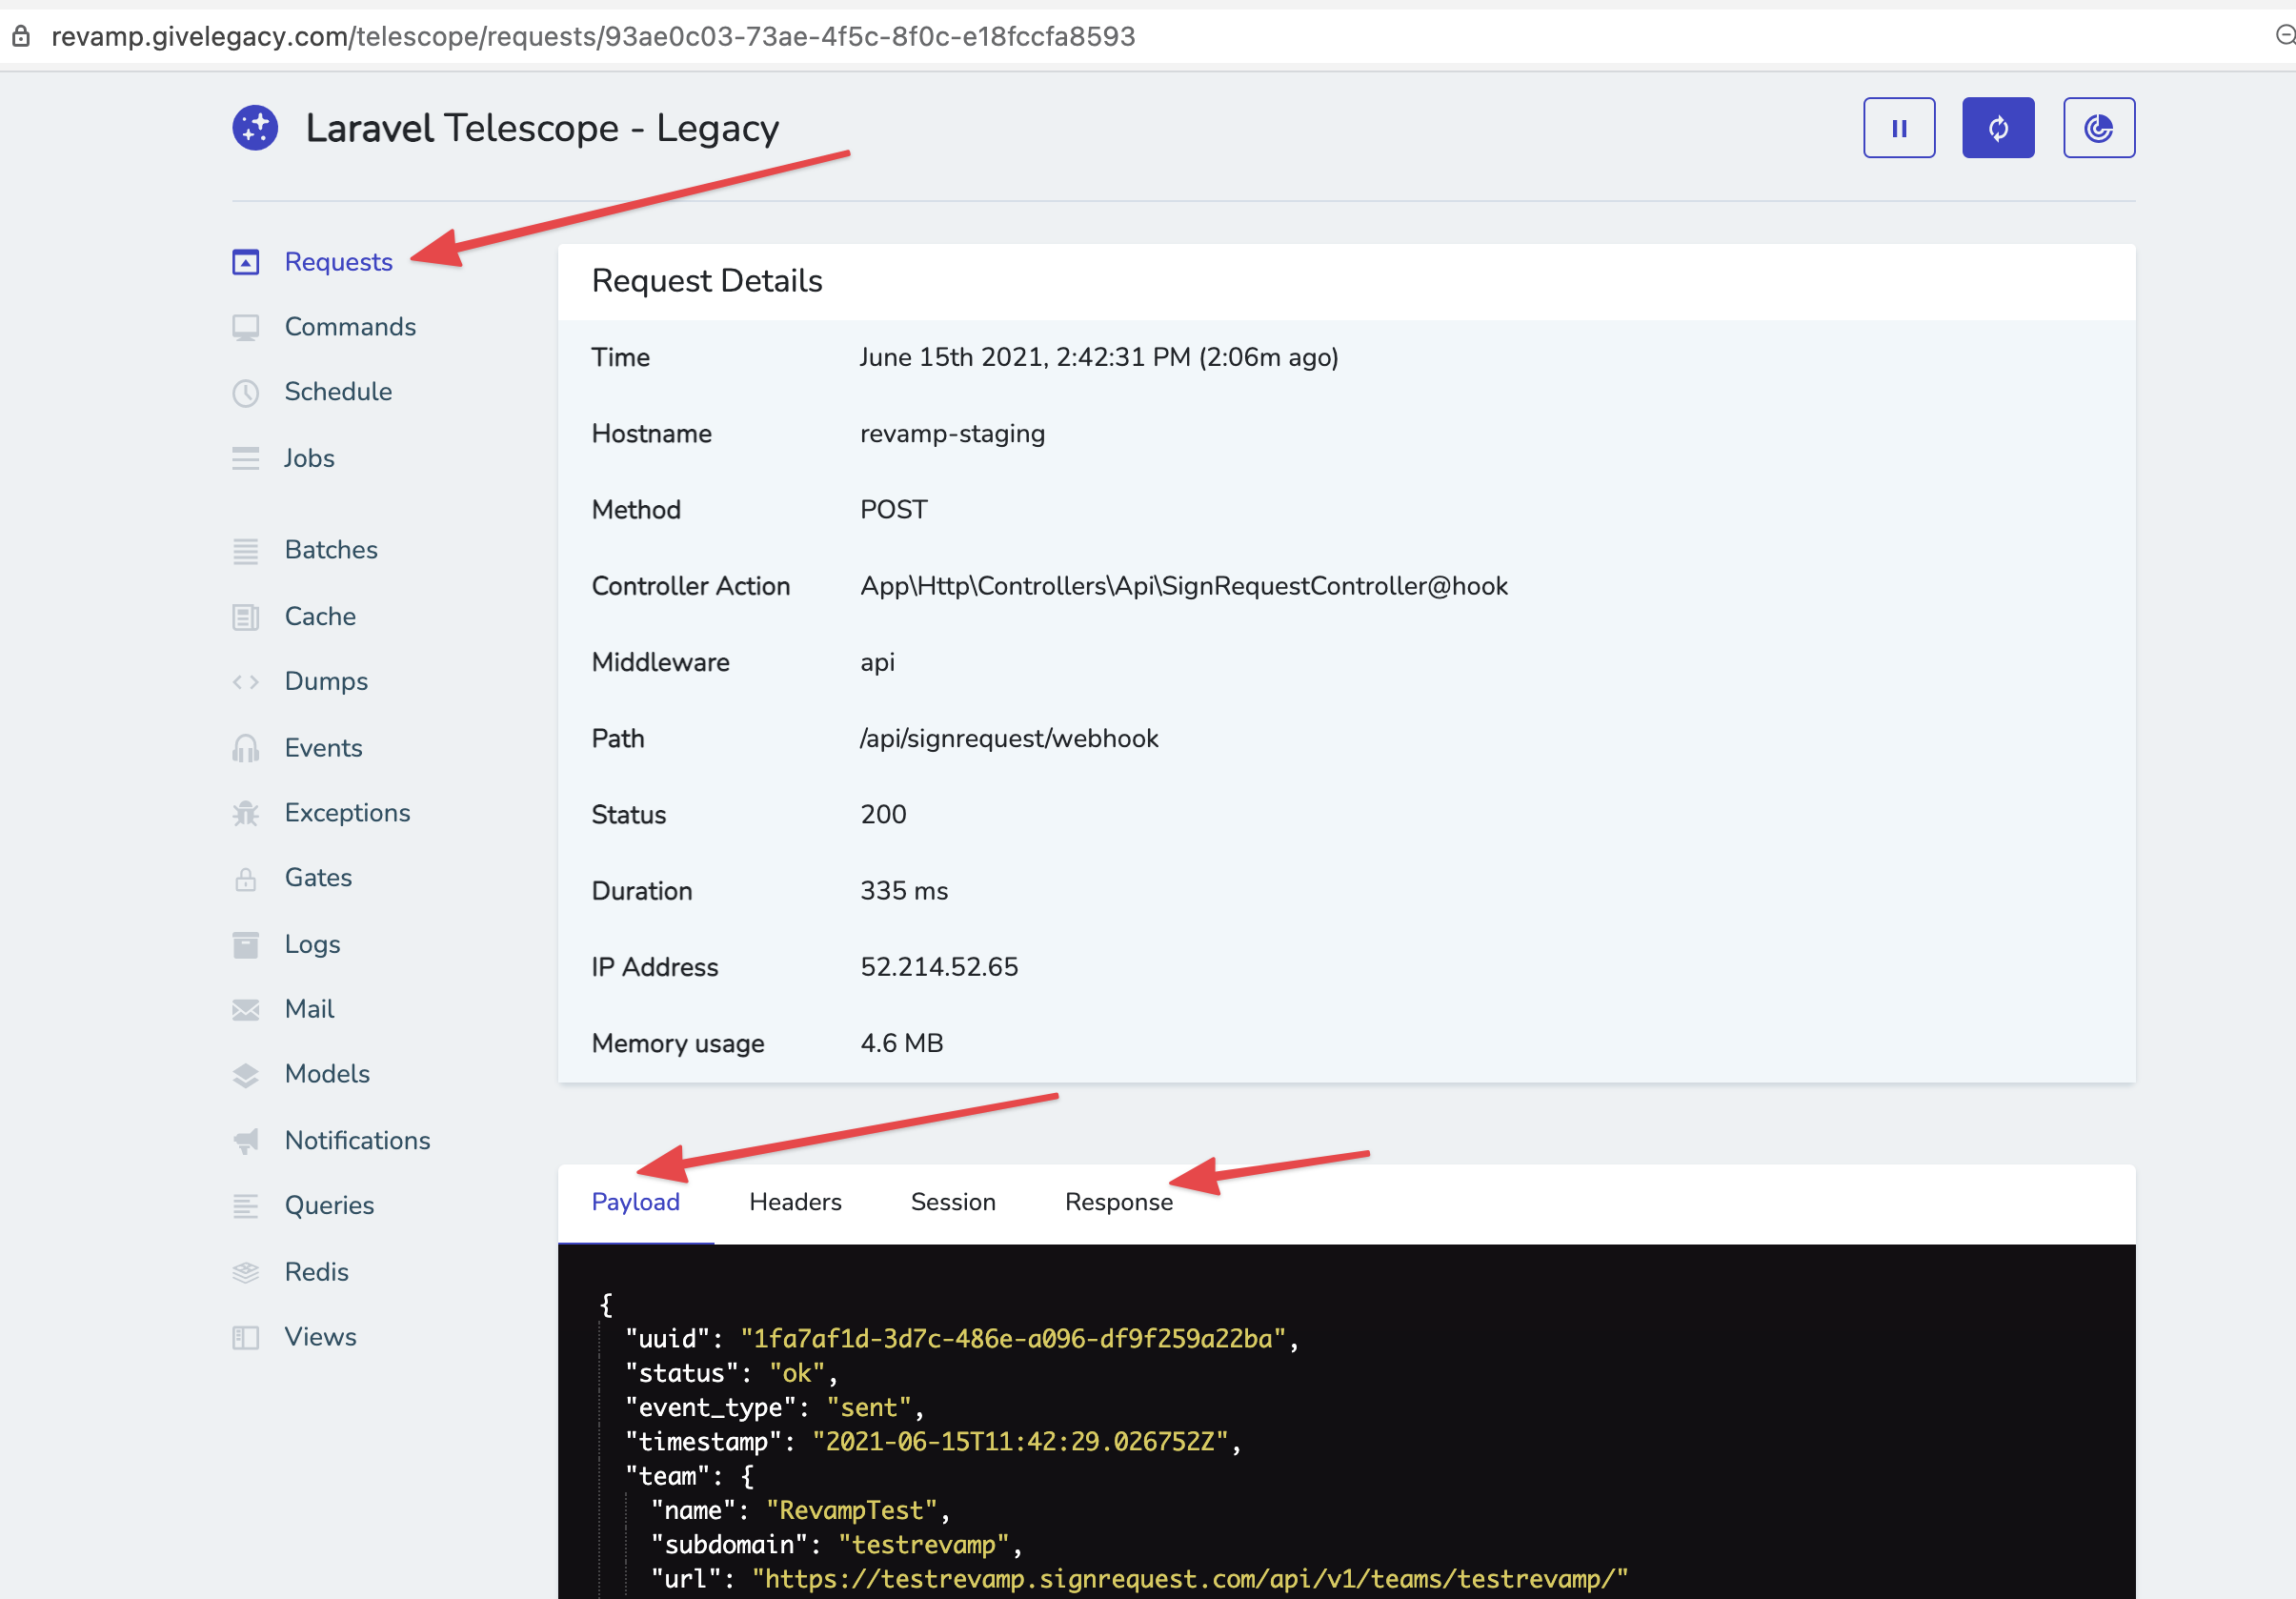 revamp.givelegacy.com/telescope/requests/93ae0c03-73ae-4f5c-8f0c-e18fccfa8593
Laravel Telescope - Legacy
Requests
Commands
Schedule
Jobs
Batches
Cache
Dumps
Events
Exceptions
Gates
Logs
Mail
Models
Notifications
Queries
Redis
Views
Request Details
Time June 15th 2021, 2:42:31 PM (2:06m ago)
Hostname revamp-staging
Method POST
Controller Action App\Http\Controllers\Api\SignRequestController@hook
Middleware api
Path /api/signrequest/webhook
Status 200
Duration 335 ms
IP Address 52.214.52.65
Memory usage 4.6 MB
Payload Headers Session Response
{
"uuid": "1fa7af1d-3d7c-486e-a096-df9f259a22ba",
"status": "ok",
"event_type": "sent",
"timestamp": "2021-06-15T11:42:29.026752Z",
"team": {
"name": "RevampTest",
"subdomain": "testrevamp",
"url": "https://testrevamp.signrequest.com/api/v1/teams/testrevamp/"